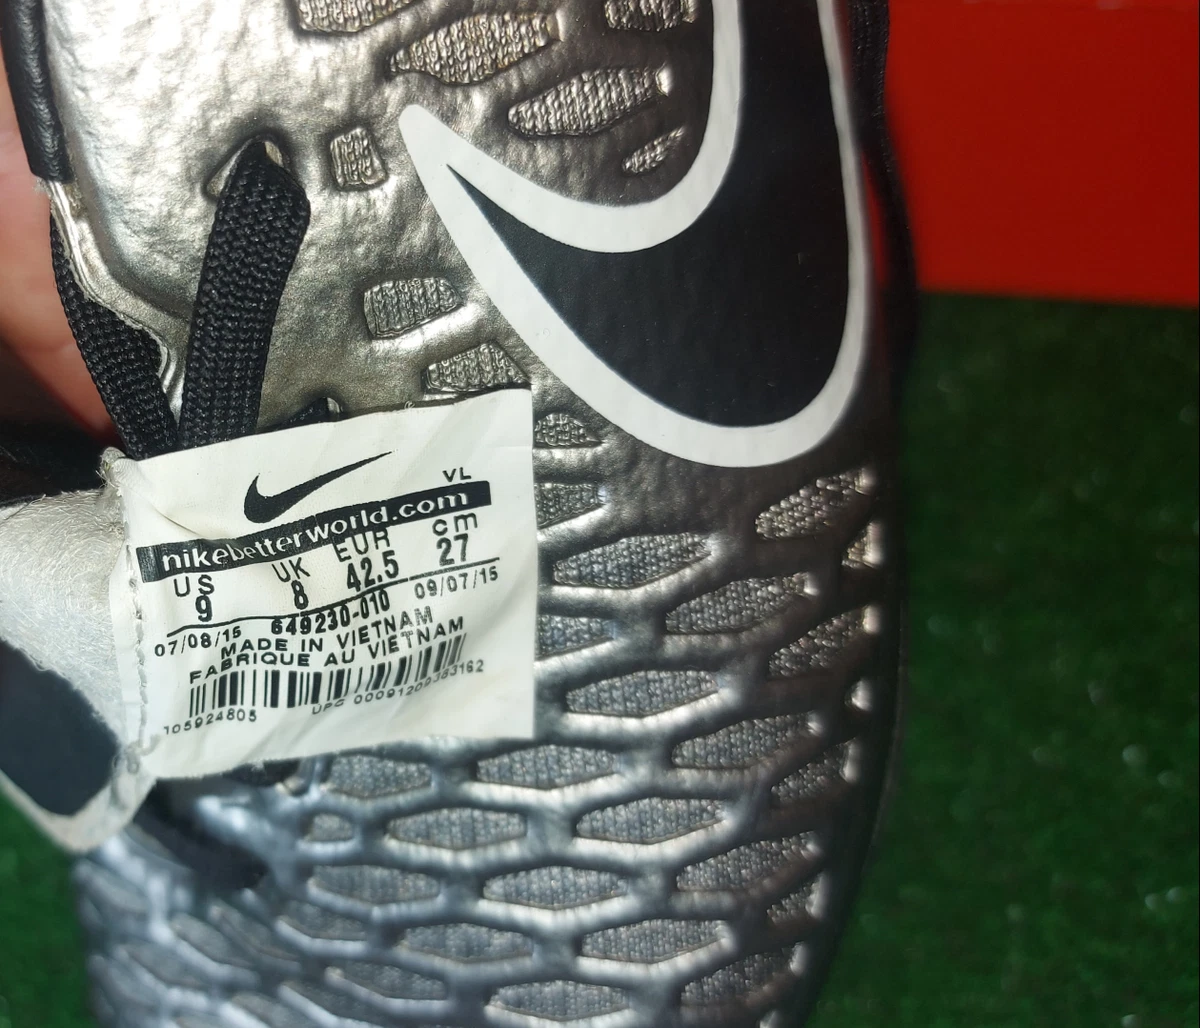 VL
nikebetterworld.com
US UK EUR cm
9 8 42.5 27
07/08/15 649230-010 09/07/15
MADE IN VIETNAM
FABRIQUE AU VIETNAM
105924805 UPC